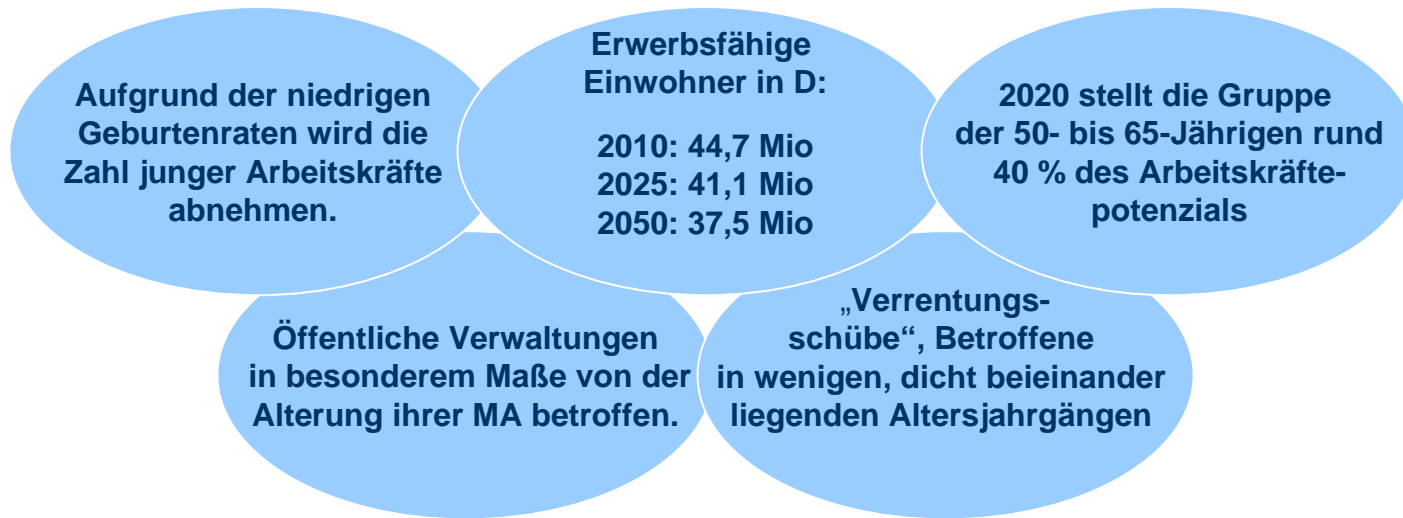 Aufgrund der niedrigen
Geburtenraten wird die
Zahl junger Arbeitskräfte
abnehmen.
Erwerbsfähige
Einwohner in D:
2010: 44,7 Mio
2025: 41,1 Mio
2050: 37,5 Mio
2020 stellt die Gruppe
der 50- bis 65-Jährigen rund
40 % des Arbeitskräfte-
potenzials
Öffentliche Verwaltungen
in besonderem Maße von der
Alterung ihrer MA betroffen.
„Verrentungs-
schübe“, Betroffene
in wenigen, dicht beieinander
liegenden Altersjahrgängen